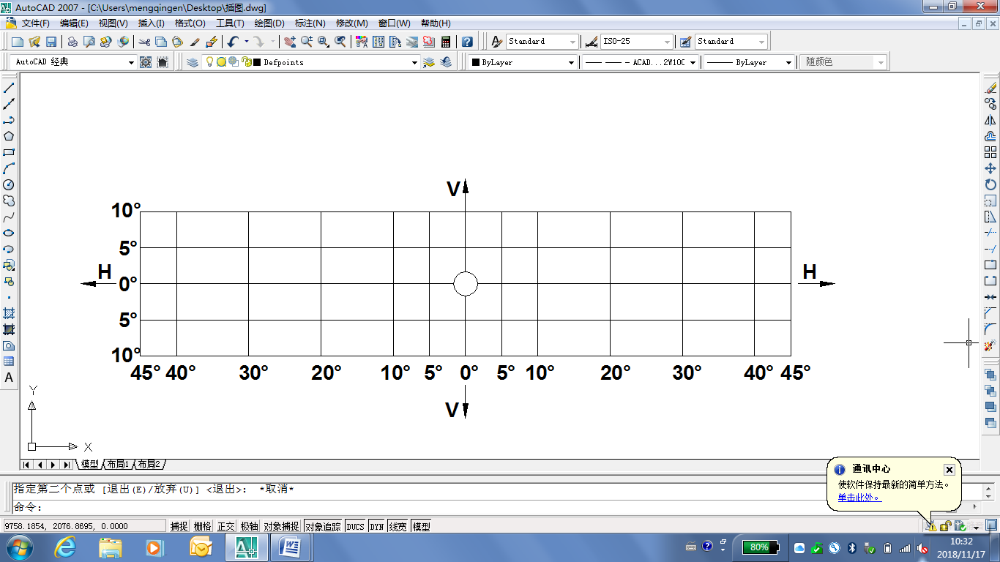 AutoCAD 2007 - [C:\Users\mengqingen\Desktop\插图.dwg]
文件(F) 编辑(E) 视图(V) 插入(I) 格式(O) 工具(T) 绘图(D) 标注(N) 修改(M) 窗口(W) 帮助(H)
Standard ISO-25 Standard
AutoCAD 经典 Defpoints ByLayer ACAD...2W100 ByLayer 随颜色
V
10°
5°
H H
0°
5°
10°
45° 40° 30° 20° 10° 5° 0° 5° 10° 20° 30° 40° 45°
V
Y
X
模型 布局1 布局2
通讯中心
使软件保持最新的简单方法。
单击此处。
指定第二个点或 [退出(E)/放弃(U)] <退出>: *取消*
命令:
9758.1854, 2076.8695, 0.0000 捕捉 栅格 正交 极轴 对象捕捉 对象追踪 DUCS DYN 线宽 模型
80%
10:32
2018/11/17